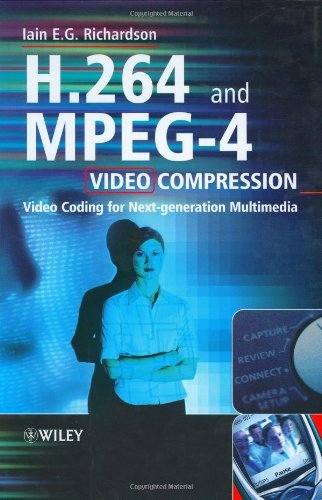 Iain E.G. Richardson
H.264 and
MPEG-4
VIDEO COMPRESSION
Video Coding for Next-generation Multimedia
CAPTURE
REVIEW
CONNECT
CAMERA
SETUP
WILEY
Pause